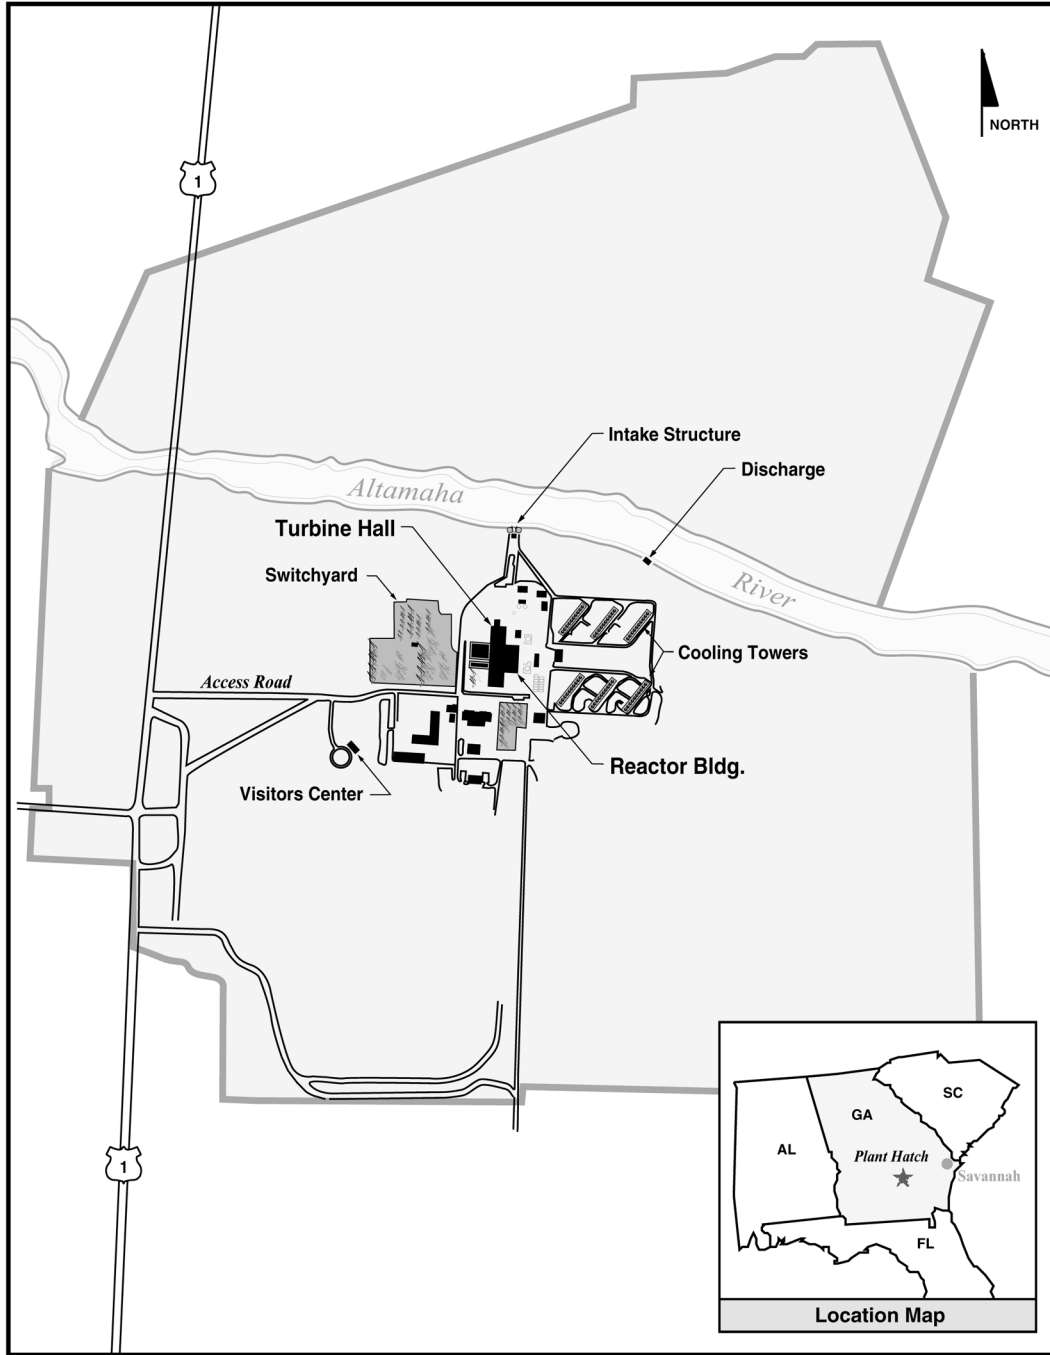 NORTH
1
Intake Structure
Discharge
Altamaha
River
Turbine Hall
Switchyard
Cooling Towers
Access Road
Reactor Bldg.
Visitors Center
1
SC
GA
AL
Plant Hatch
Savannah
FL
Location Map